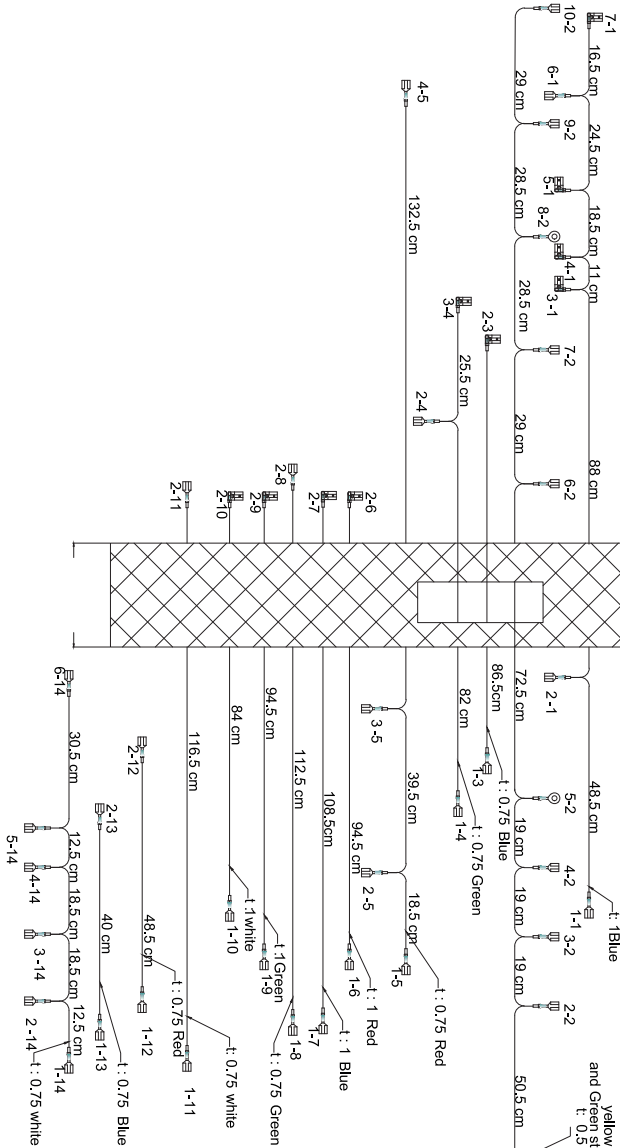 7-1
16.5 cm
6-1
24.5 cm
5-1
18.5 cm
4-1
11 cm
3 -1
88 cm
2 -1
48.5 cm
1-1
t: 1Blue
10-2
29 cm
9-2
28.5 cm
8-2
28.5 cm
7-2
29 cm
6-2
72.5 cm
5-2
19 cm
4-2
19 cm
3-2
19 cm
2-2
50.5 cm
yellow
and Green st
t: 0.5
2-3
86.5cm
1-3
t : 0.75 Blue
3-4
25.5 cm
2-4
82 cm
1-4
t : 0.75 Green
4-5
132.5 cm
3 -5
39.5 cm
2 -5
18.5 cm
1-5
t : 0.75 Red
2-6
94.5 cm
1-6
t : 1 Red
2-7
108.5cm
1-7
t : 1 Blue
2-8
112.5 cm
1-8
t : 0.75 Green
2-9
94.5 cm
1-9
t:1Green
2-10
84 cm
1-10
t:1white
2-11
116.5 cm
1-11
t : 0.75 white
2-12
48.5 cm
1-12
t : 0.75 Red
2-13
40 cm
1-13
t : 0.75 Blue
6-14
30.5 cm
5-14
12.5 cm
4-14
18.5 cm
3 -14
18.5 cm
2 -14
12.5 cm
1-14
t : 0.75 white